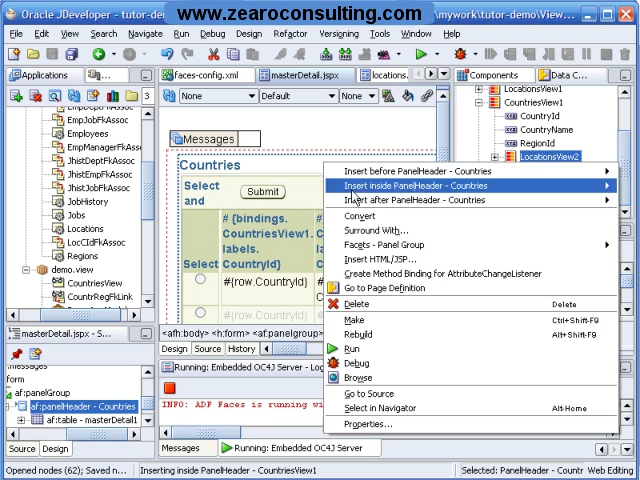 Oracle JDeveloper - tutor-dem
www.zearoconsulting.com
\mywork\tutor-demo\View...
File Edit View Search Navigate Run Debug Design Refactor Versioning Tools Window Help
Applications
faces-config.xml
masterDetail.jspx
locations.
Components
Data C...
3
None
Default
None
EmpDeptFkAssoc
EmpJobFkAssoc
Employees
EmpManagerFkAssoc
JhistDeptFkAssoc
JhistEmpFkAssoc
JhistJobFkAssoc
JobHistory
Jobs
Locations
LocCIdFkAssoc
Regions
demo.view
CountriesView
CountRegFkLink
Messages
Countries
Select
and
Submit
# {bindings.
CountriesView1.
labels.
CountryId}
Select
#{row.CountryId}
#{row.CountryId}
<afh:body> <h:form> <af:panelgroup>
Design Source History
LocationsView1
CountriesView1
CountryId
CountryName
RegionId
LocationsView2
Insert before PanelHeader - Countries
Insert inside PanelHeader - Countries
Insert after PanelHeader - Countries
Convert
Surround With...
Facets - Panel Group
Insert HTML/JSP...
Create Method Binding for AttributeChangeListener
Go to Page Definition
Delete Delete
Make Ctrl+Shift-F9
Rebuild Alt+Shift-F9
Run
Debug
Browse
Go to Source
Select in Navigator Alt-Home
Properties...
masterDetail.jspx - ...
form
af:panelGroup
af:panelHeader - Countries
af:table - masterDetail1
Source Design
Running: Embedded OC4J Server - Log
INFO: ADF Faces is running wi
Messages
Running: Embedded OC4J Server
Opened nodes (62); Saved n...
Inserting inside PanelHeader - CountriesView1
Selected: PanelHeader - Countr
Web Editing